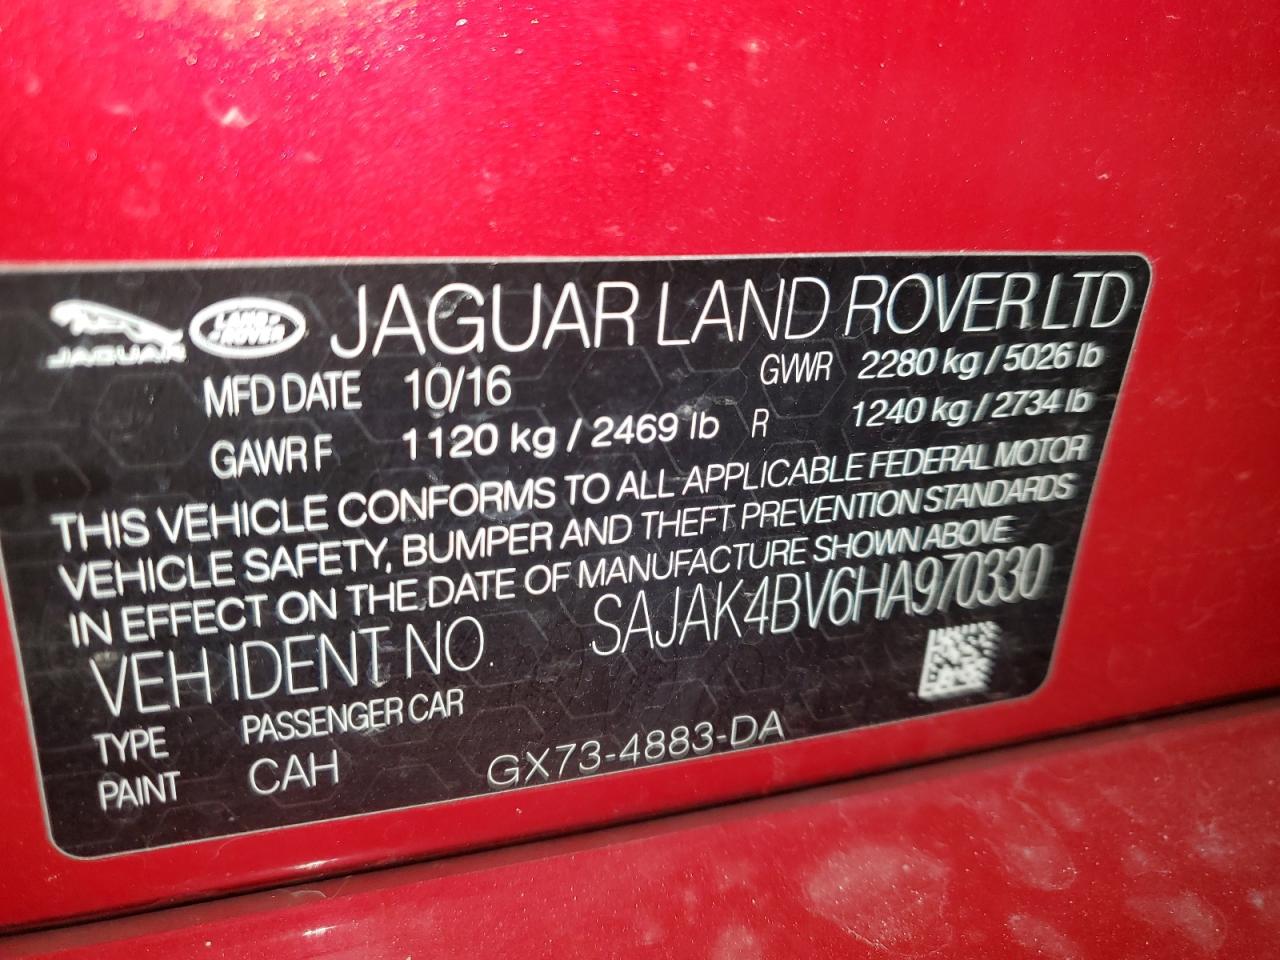 JAGUAR LAND ROVER JAGUAR LAND ROVER LTD
MFD DATE 10/16 GVWR 2280 kg / 5026 lb
GAWR F 1120 kg / 2469 lb R 1240 kg / 2734 lb
THIS VEHICLE CONFORMS TO ALL APPLICABLE FEDERAL MOTOR
VEHICLE SAFETY, BUMPER AND THEFT PREVENTION STANDARDS
IN EFFECT ON THE DATE OF MANUFACTURE SHOWN ABOVE
VEH IDENT NO. SAJAK4BV6HA970330
TYPE PASSENGER CAR
PAINT CAH GX73-4883-DA